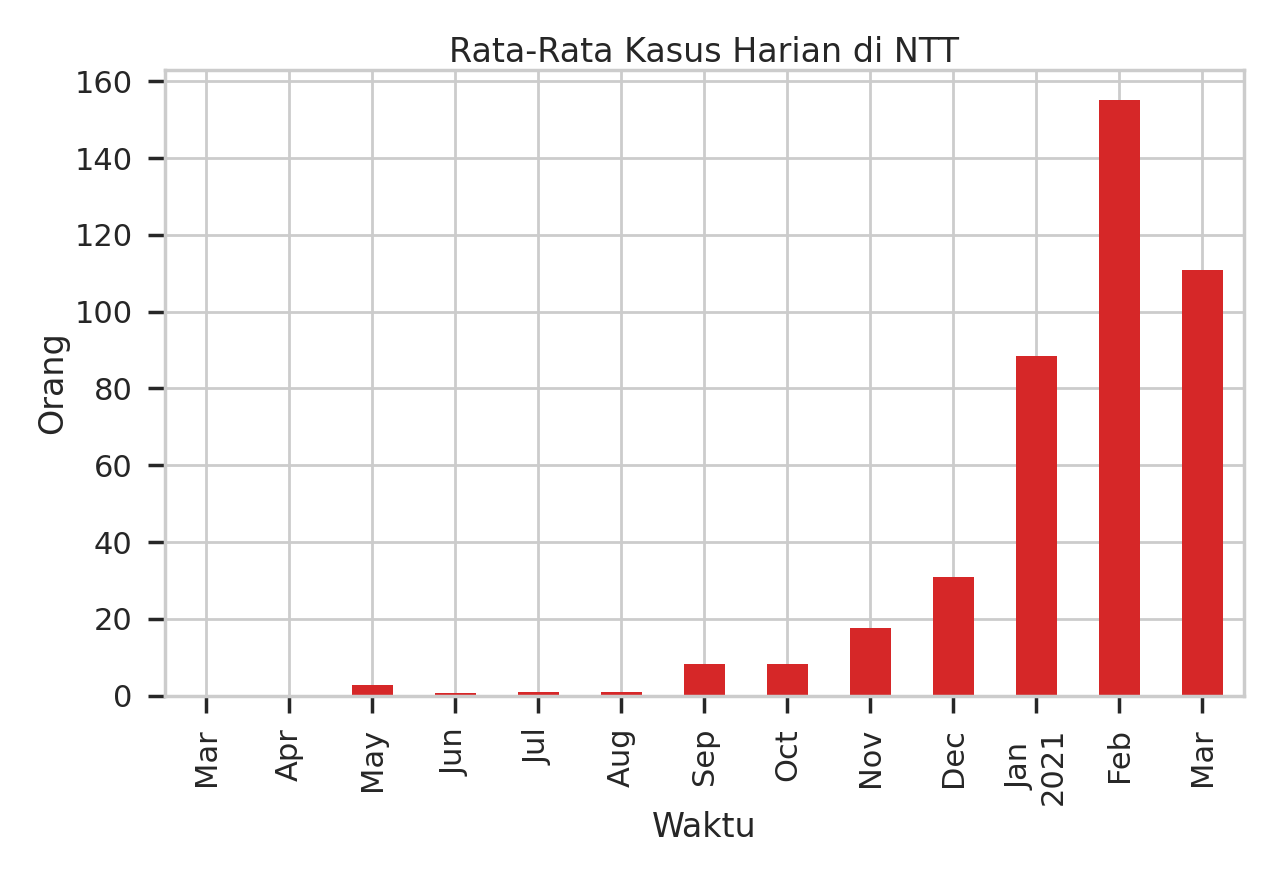 Rata-Rata Kasus Harian di NTT
160
140
120
100
80
60
40
20
0
Orang
Mar
Apr
May
Jun
Jul
Aug
Sep
Oct
Nov
Dec
Jan
2021
Feb
Mar
Waktu